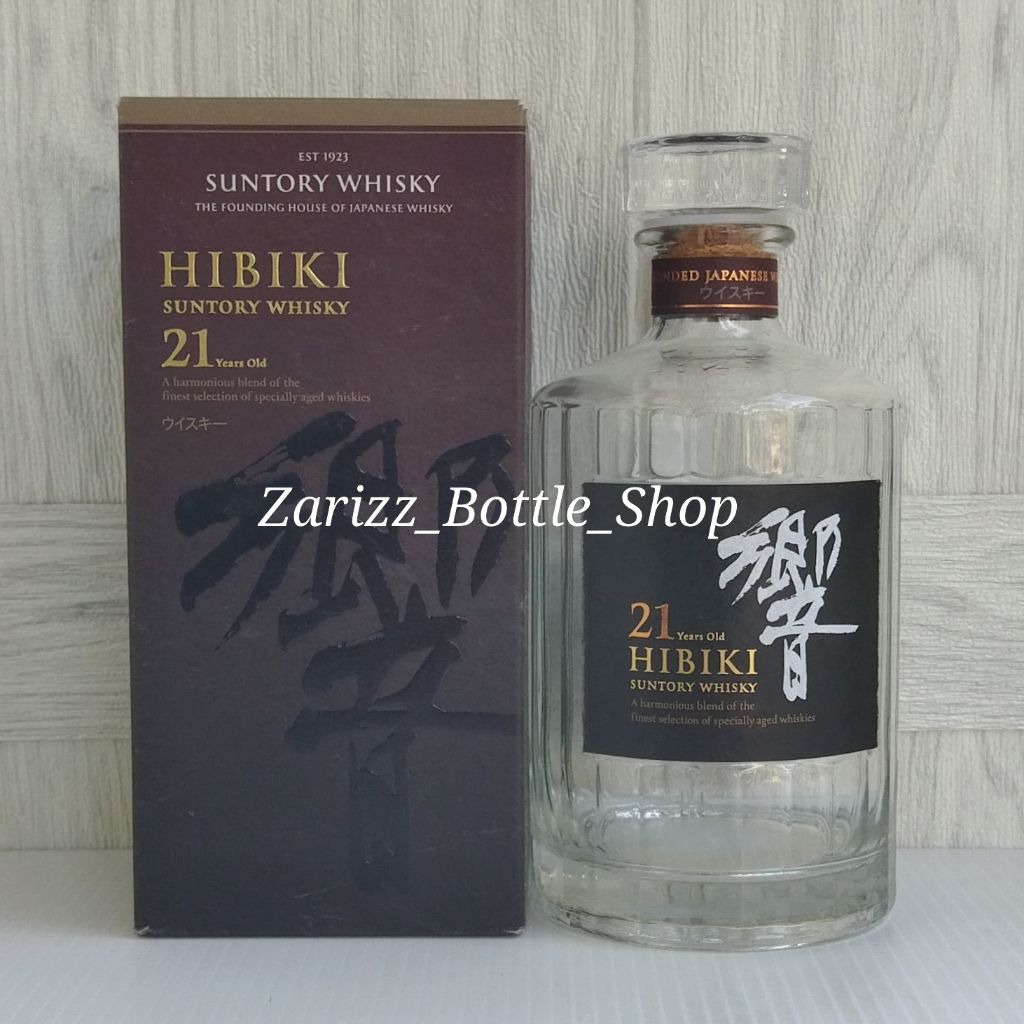 EST 1923
SUNTORY WHISKY
THE FOUNDING HOUSE OF JAPANESE WHISKY
HIBIKI
SUNTORY WHISKY
21 Years Old
A harmonious blend of the
finest selection of specially aged whiskies
ウイスキー
響
Zarizz_Bottle_Shop
NDED JAPANESE W
ウイスキー
響
21 Years Old
HIBIKI
SUNTORY WHISKY
A harmonious blend of the
finest selection of specially aged whiskies